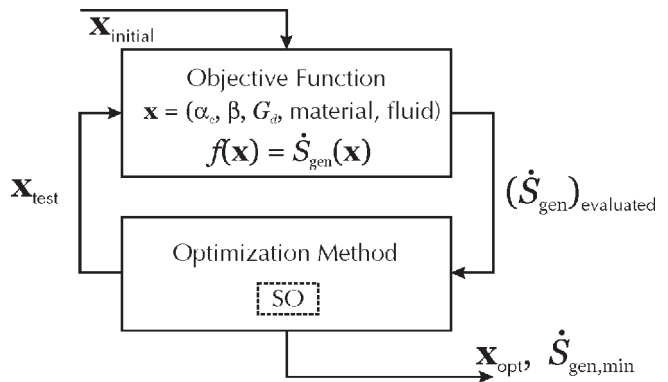 x_initial
Objective Function
x = (α_c, β, G_d, material, fluid)
f(x) = Ṡ_gen(x)
x_test
(Ṡ_gen)_evaluated
Optimization Method
SO
x_opt, Ṡ_gen,min